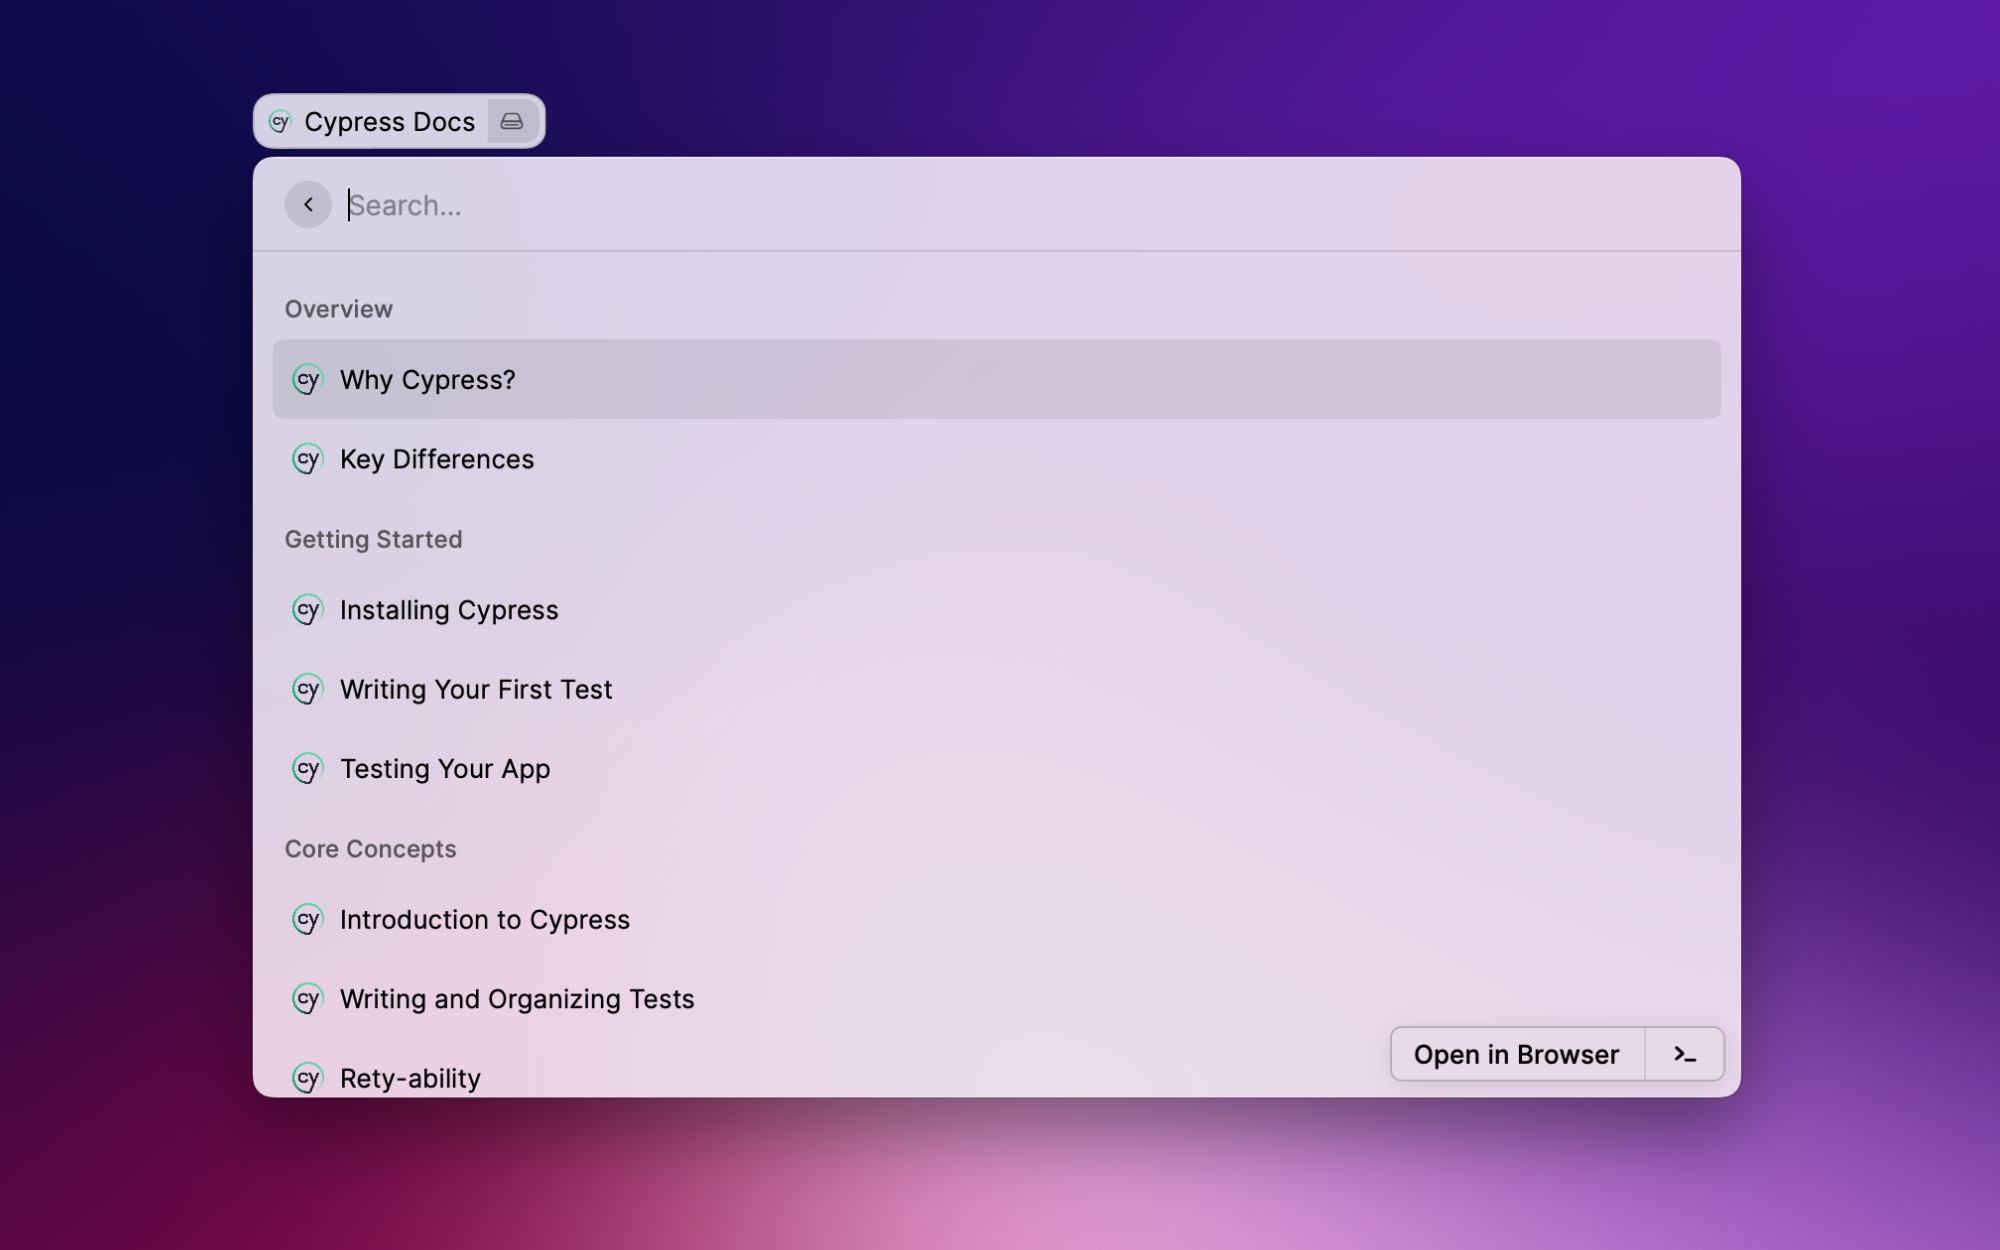 cy Cypress Docs
Search...
Overview
cy Why Cypress?
cy Key Differences
Getting Started
cy Installing Cypress
cy Writing Your First Test
cy Testing Your App
Core Concepts
cy Introduction to Cypress
cy Writing and Organizing Tests
cy Rety-ability
Open in Browser >_